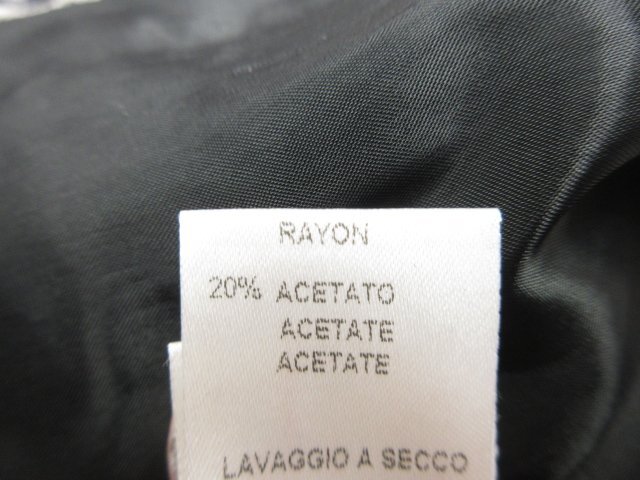 RAYON
20% ACETATO
ACETATE
ACETATE
LAVAGGIO A SECCO